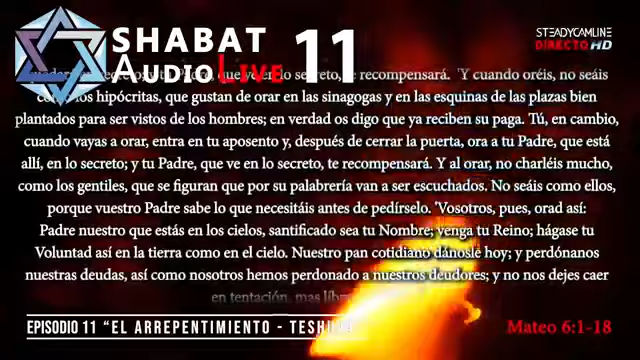 SHABAT 11
AUDIOLIVE
STEADYCAMLINE
DIRECTO HD
que ve en lo secreto, te recompensará. "Y cuando oréis, no seáis
como los hipócritas, que gustan de orar en las sinagogas y en las esquinas de las plazas bien
plantados para ser vistos de los hombres; en verdad os digo que ya reciben su paga. Tú, en cambio,
cuando vayas a orar, entra en tu aposento y, después de cerrar la puerta, ora a tu Padre, que está
allí, en lo secreto; y tu Padre, que ve en lo secreto, te recompensará. Y al orar, no charléis mucho,
como los gentiles, que se figuran que por su palabrería van a ser escuchados. No seáis como ellos,
porque vuestro Padre sabe lo que necesitáis antes de pedírselo. "Vosotros, pues, orad así:
Padre nuestro que estás en los cielos, santificado sea tu Nombre; venga tu Reino; hágase tu
Voluntad así en la tierra como en el cielo. Nuestro pan cotidiano dánosle hoy; y perdónanos
nuestras deudas, así como nosotros hemos perdonado a nuestros deudores; y no nos dejes caer
en tentación, mas
EPISODIO 11 "EL ARREPENTIMIENTO -
Mateo 6:1-18